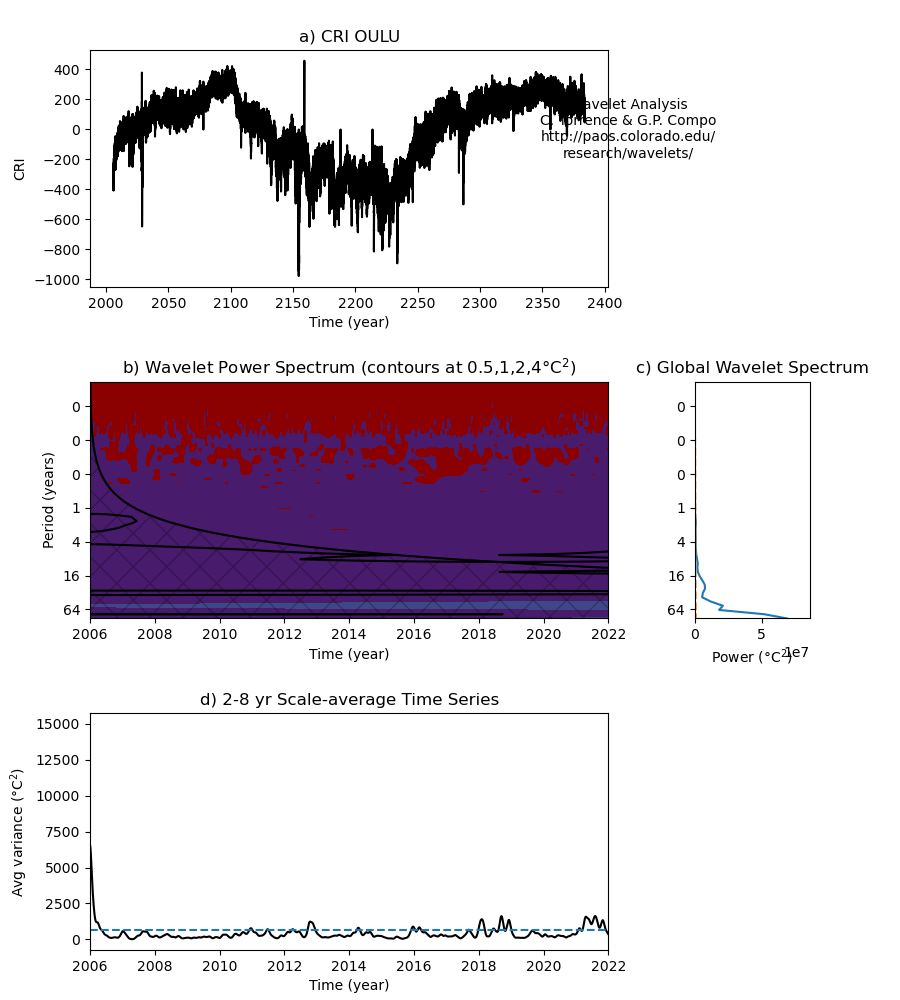 a) CRI OULU
400
200
0
−200
−400
−600
−800
−1000
CRI
2000 2050 2100 2150 2200 2250 2300 2350 2400
Time (year)
Analysis
C. & G.P. Compo
http://paos.colorado.edu/
research/wavelets/
b) Wavelet Power Spectrum (contours at 0.5,1,2,4°C²)
0
0
0
1
4
16
64
Period (years)
2006 2008 2010 2012 2014 2016 2018 2020 2022
Time (year)
c) Global Wavelet Spectrum
0
0
0
1
4
16
64
0 5
1e7
Power (°C²)
d) 2-8 yr Scale-average Time Series
15000
12500
10000
7500
5000
2500
0
Avg variance (°C²)
2006 2008 2010 2012 2014 2016 2018 2020 2022
Time (year)